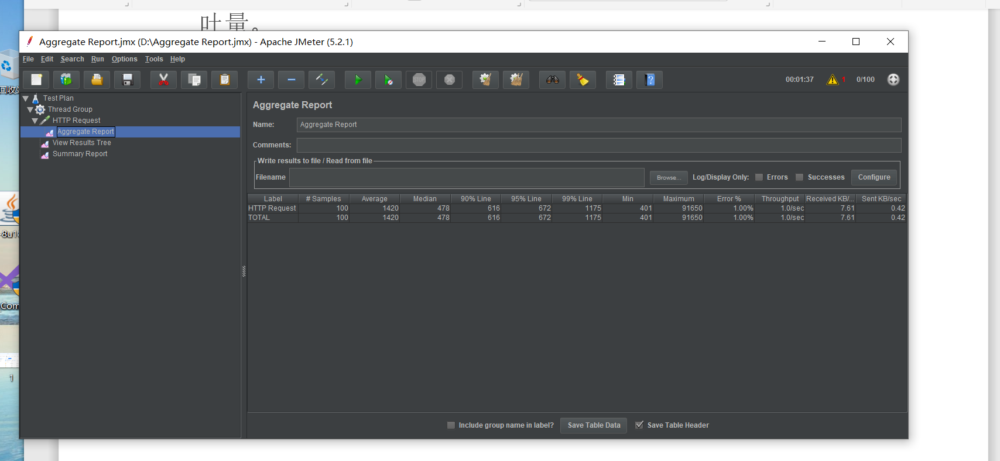 吐量。
Aggregate Report.jmx (D:\Aggregate Report.jmx) - Apache JMeter (5.2.1)
File Edit Search Run Options Tools Help
00:01:37 1 0/100
Test Plan
Thread Group
HTTP Request
Aggregate Report
View Results Tree
Summary Report
Aggregate Report
Name: Aggregate Report
Comments:
Write results to file / Read from file
Filename Browse... Log/Display Only: Errors Successes Configure
Label # Samples Average Median 90% Line 95% Line 99% Line Min Maximum Error % Throughput Received KB/... Sent KB/sec
HTTP Request 100 1420 478 616 672 1175 401 91650 1.00% 1.0/sec 7.61 0.42
TOTAL 100 1420 478 616 672 1175 401 91650 1.00% 1.0/sec 7.61 0.42
Include group name in label? Save Table Data Save Table Header
回收
-8u1
Com
1